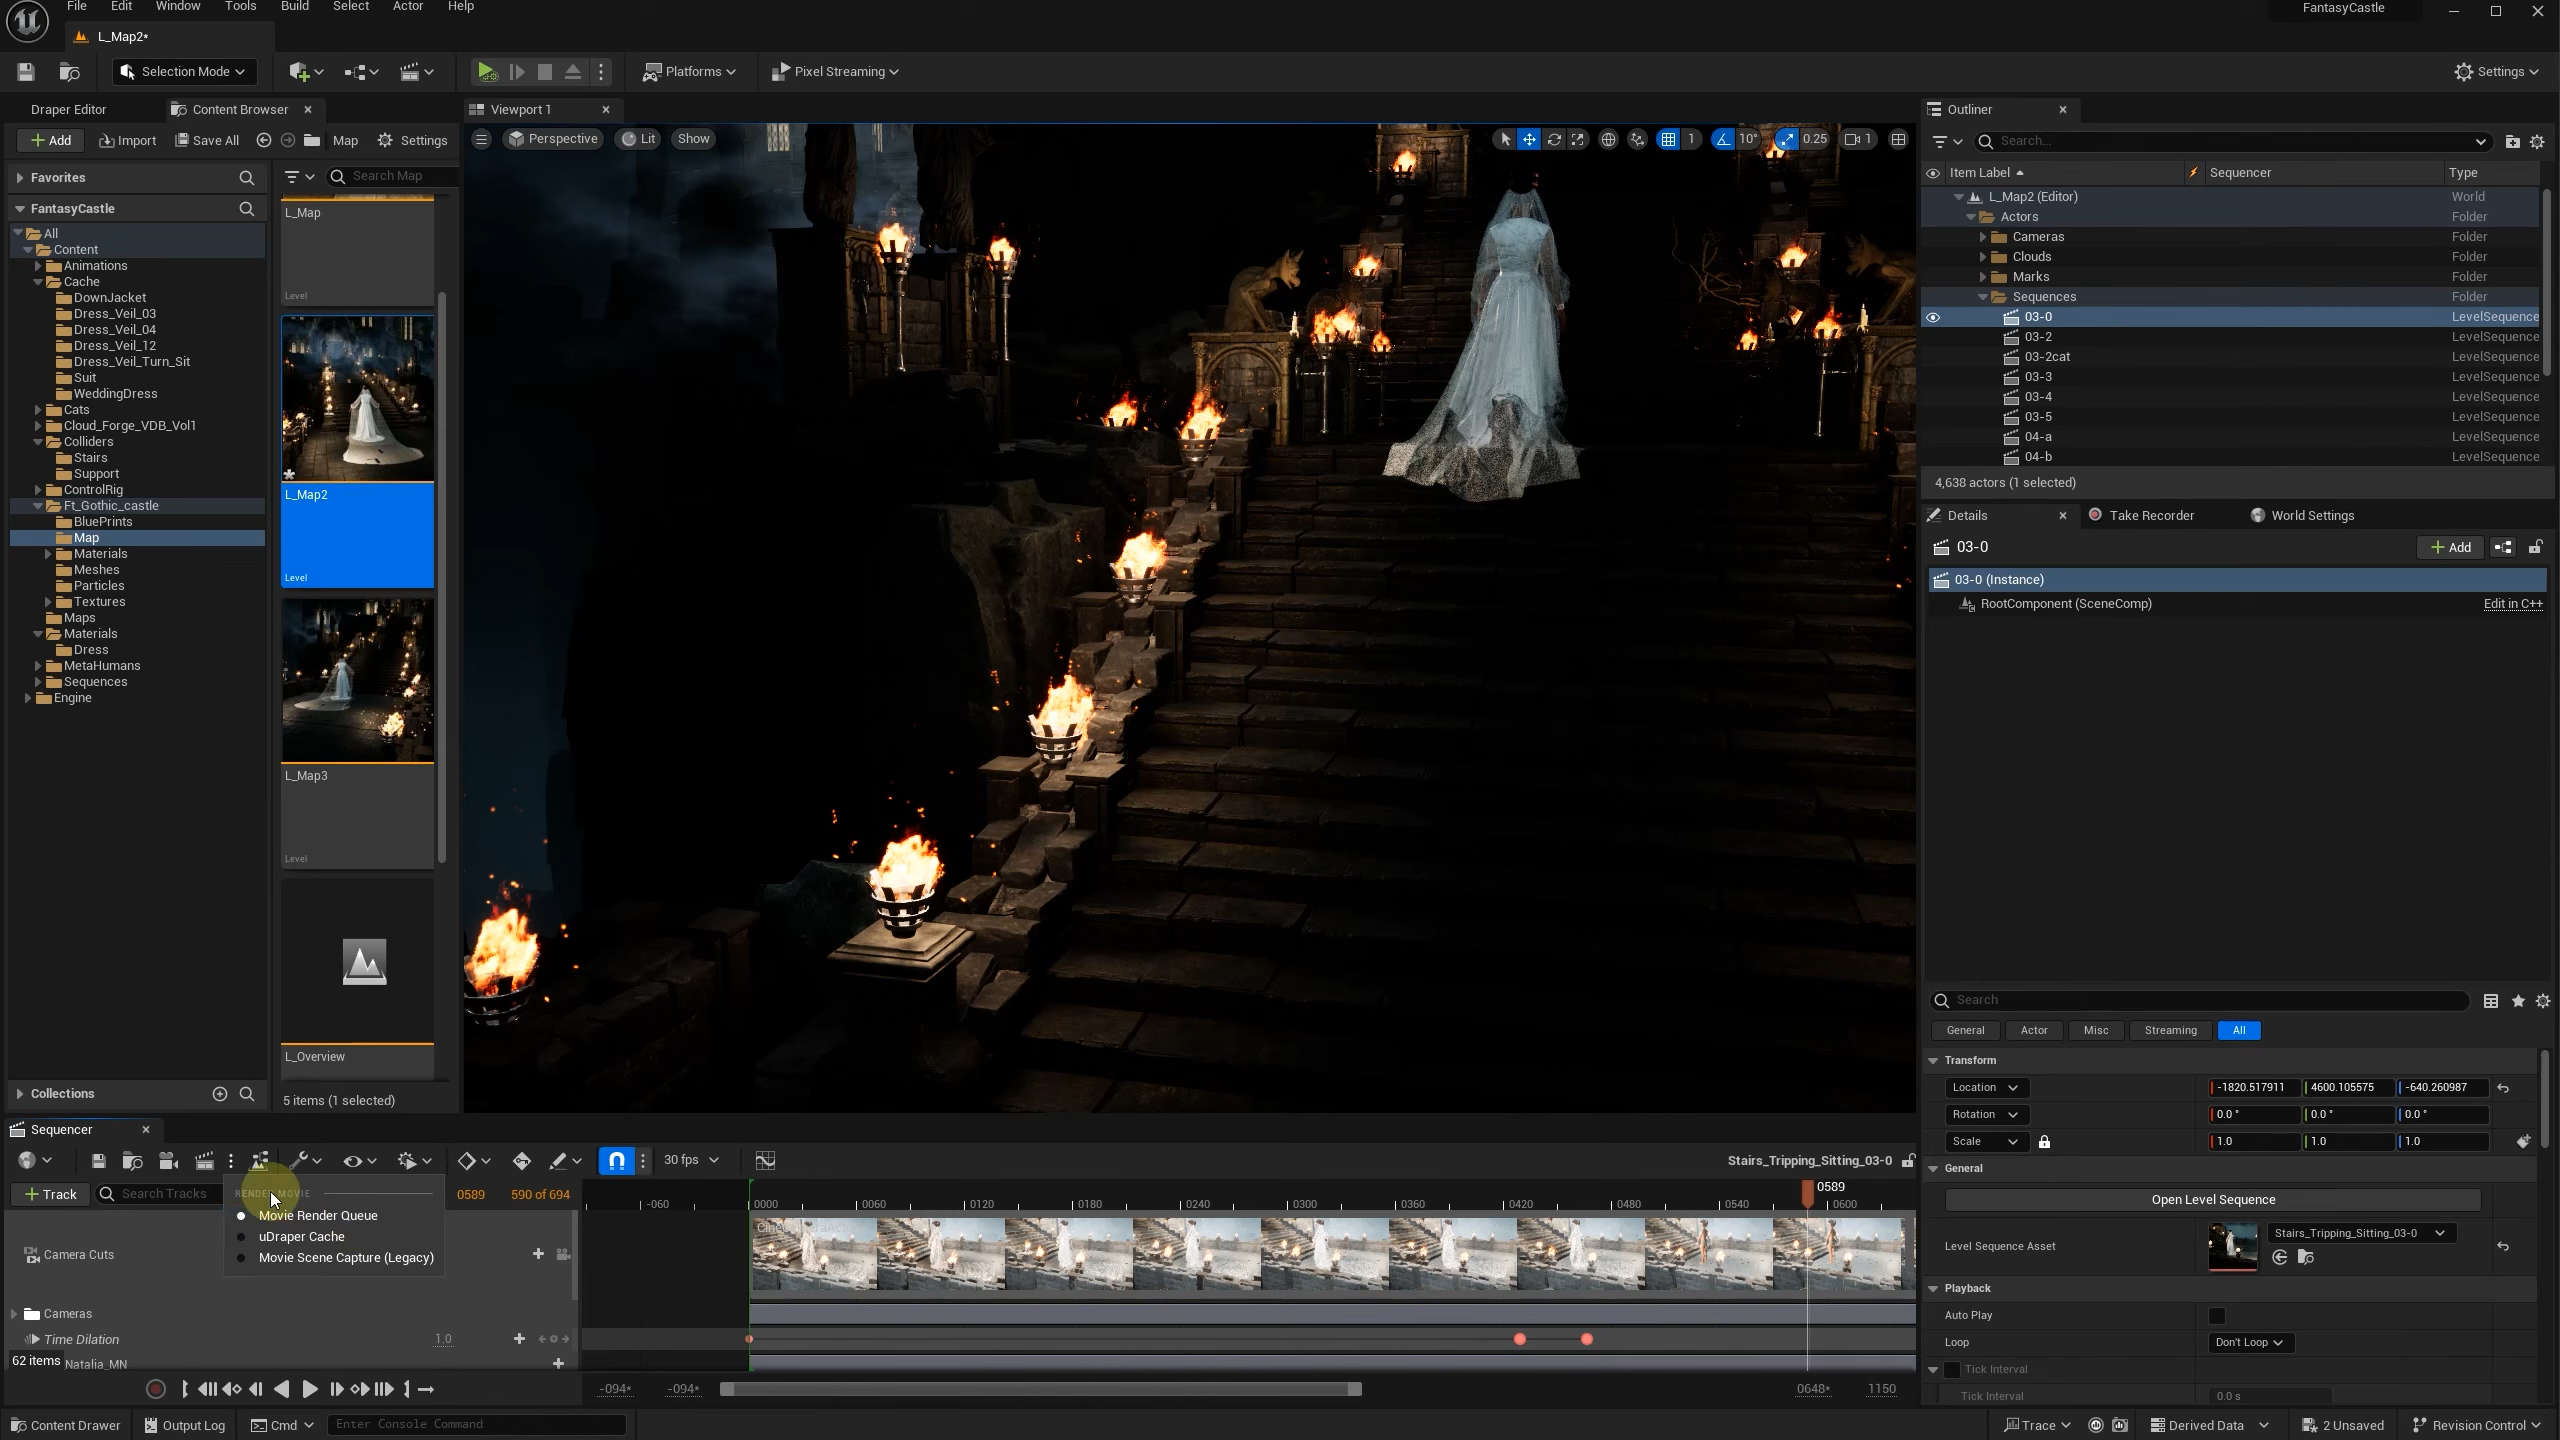 File Edit Window Tools Build Select Actor Help
FantasyCastle
L_Map2*
Selection Mode
Platforms
Pixel Streaming
Settings
Draper Editor
Content Browser
Viewport 1
Outliner
Add
Import
Save All
Map
Settings
Perspective
Lit
Show
1
10°
0.25
1
Search...
Favorites
Search Map
Item Label
Sequencer
Type
FantasyCastle
All
Content
Animations
Cache
DownJacket
Dress_Veil_03
Dress_Veil_04
Dress_Veil_12
Dress_Veil_Turn_Sit
Suit
WeddingDress
Cats
Cloud_Forge_VDB_Vol1
Colliders
Stairs
Support
ControlRig
Ft_Gothic_castle
BluePrints
Map
Materials
Meshes
Particles
Textures
Maps
Materials
Dress
MetaHumans
Sequences
Engine
Collections
L_Map
Level
L_Map2
Level
L_Map3
Level
L_Overview
5 items (1 selected)
L_Map2 (Editor) World
Actors Folder
Cameras Folder
Clouds Folder
Marks Folder
Sequences Folder
03-0 LevelSequence
03-2 LevelSequence
03-2cat LevelSequence
03-3 LevelSequence
03-4 LevelSequence
03-5 LevelSequence
04-a LevelSequence
04-b LevelSequence
4,638 actors (1 selected)
Details
Take Recorder
World Settings
03-0
Add
03-0 (Instance)
RootComponent (SceneComp)
Edit in C++
Search
General Actor Misc Streaming All
Transform
Location -1820.517911 4600.105575 -640.260987
Rotation 0.0 ° 0.0 ° 0.0 °
Scale 1.0 1.0 1.0
General
Open Level Sequence
Level Sequence Asset
Stairs_Tripping_Sitting_03-0
Playback
Auto Play
Loop Don't Loop
Tick Interval
Tick Interval 0.0 s
Sequencer
30 fps
Stairs_Tripping_Sitting_03-0
Track
Search Tracks
RENDER MOVIE
Movie Render Queue
uDraper Cache
Movie Scene Capture (Legacy)
0589 590 of 694
0589
-060 0000 0060 0120 0180 0240 0300 0360 0420 0480 0540 0600
Camera Cuts
Cameras
Time Dilation 1.0
62 items
Natalia_MN
-094* -094* 0648* 1150
Content Drawer
Output Log
Cmd
Enter Console Command
Trace
Derived Data
2 Unsaved
Revision Control